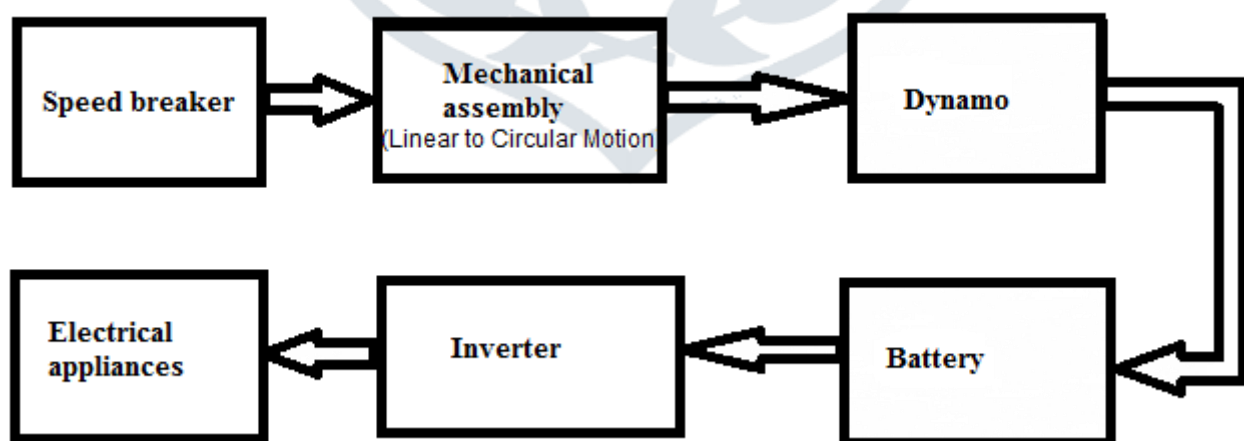 Speed breaker
Mechanical
assembly
(Linear to Circular Motion
Dynamo
Electrical
appliances
Inverter
Battery